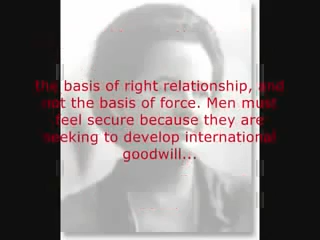 the basis of right relationship, and
not the basis of force. Men must
feel secure because they are
seeking to develop international
goodwill...